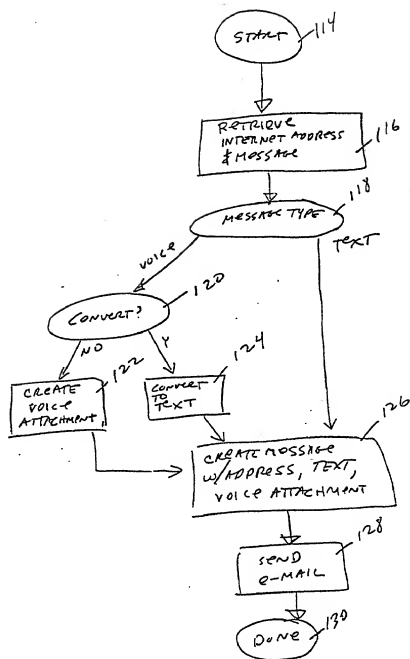 START
114
RETRIEVE
INTERNET ADDRESS
& MESSAGE
116
MESSAGE TYPE
118
VOICE
TEXT
CONVERT?
120
NO
Y
CREATE
VOICE
ATTACHMENT
122
CONVERT
TO
TEXT
124
CREATE MESSAGE
W/ADDRESS, TEXT,
VOICE ATTACHMENT
126
SEND
e-MAIL
128
DONE
130